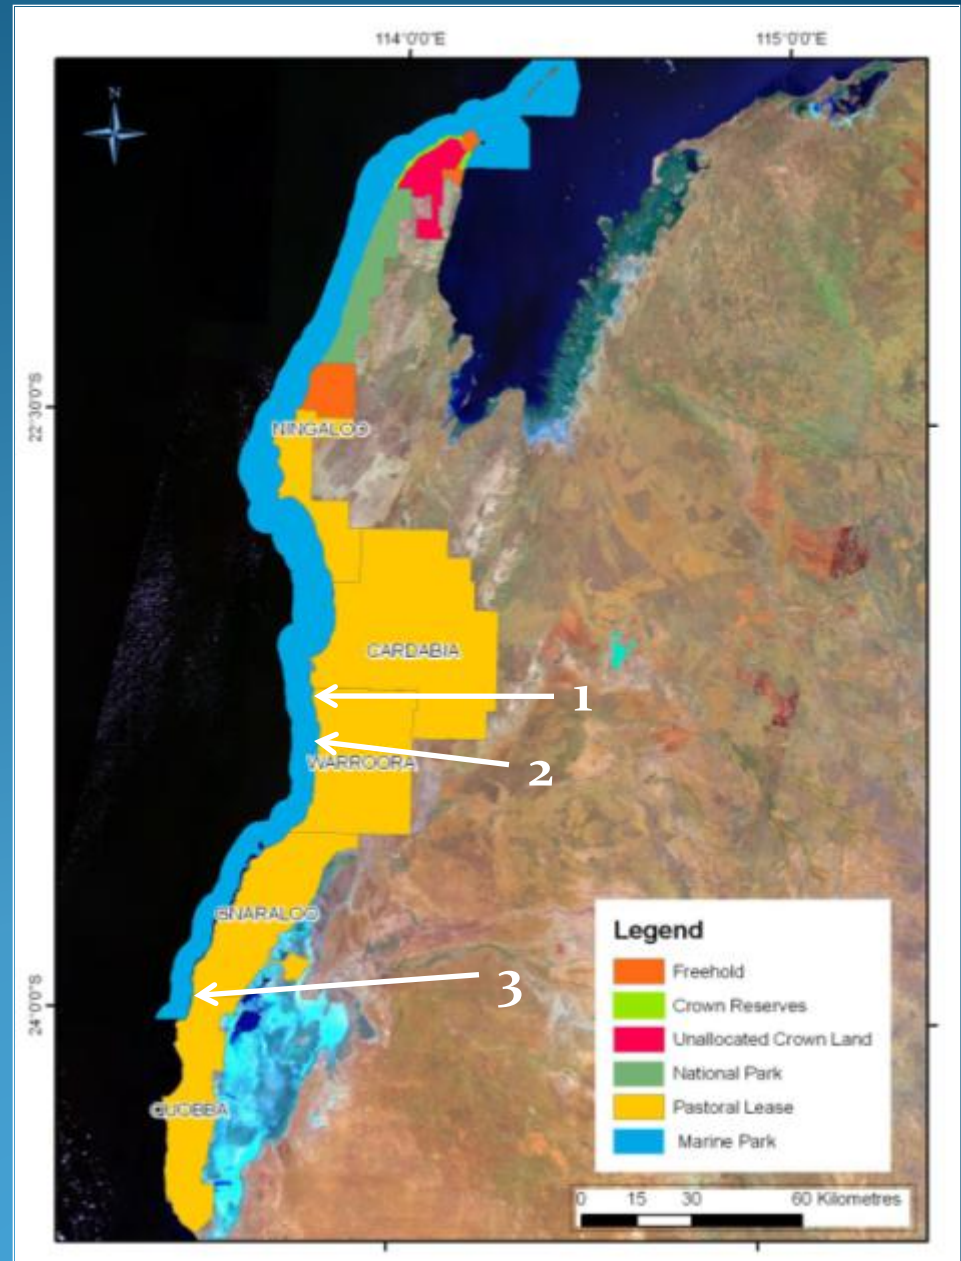 114°0'0"E
115°0'0"E
N
22°30'0"S
NINGALOO
CARDABIA
1
WARROORA
2
GNARALOO
3
24°0'0"S
QUOBBA
Legend
Freehold
Crown Reserves
Unallocated Crown Land
National Park
Pastoral Lease
Marine Park
0 15 30 60 Kilometres